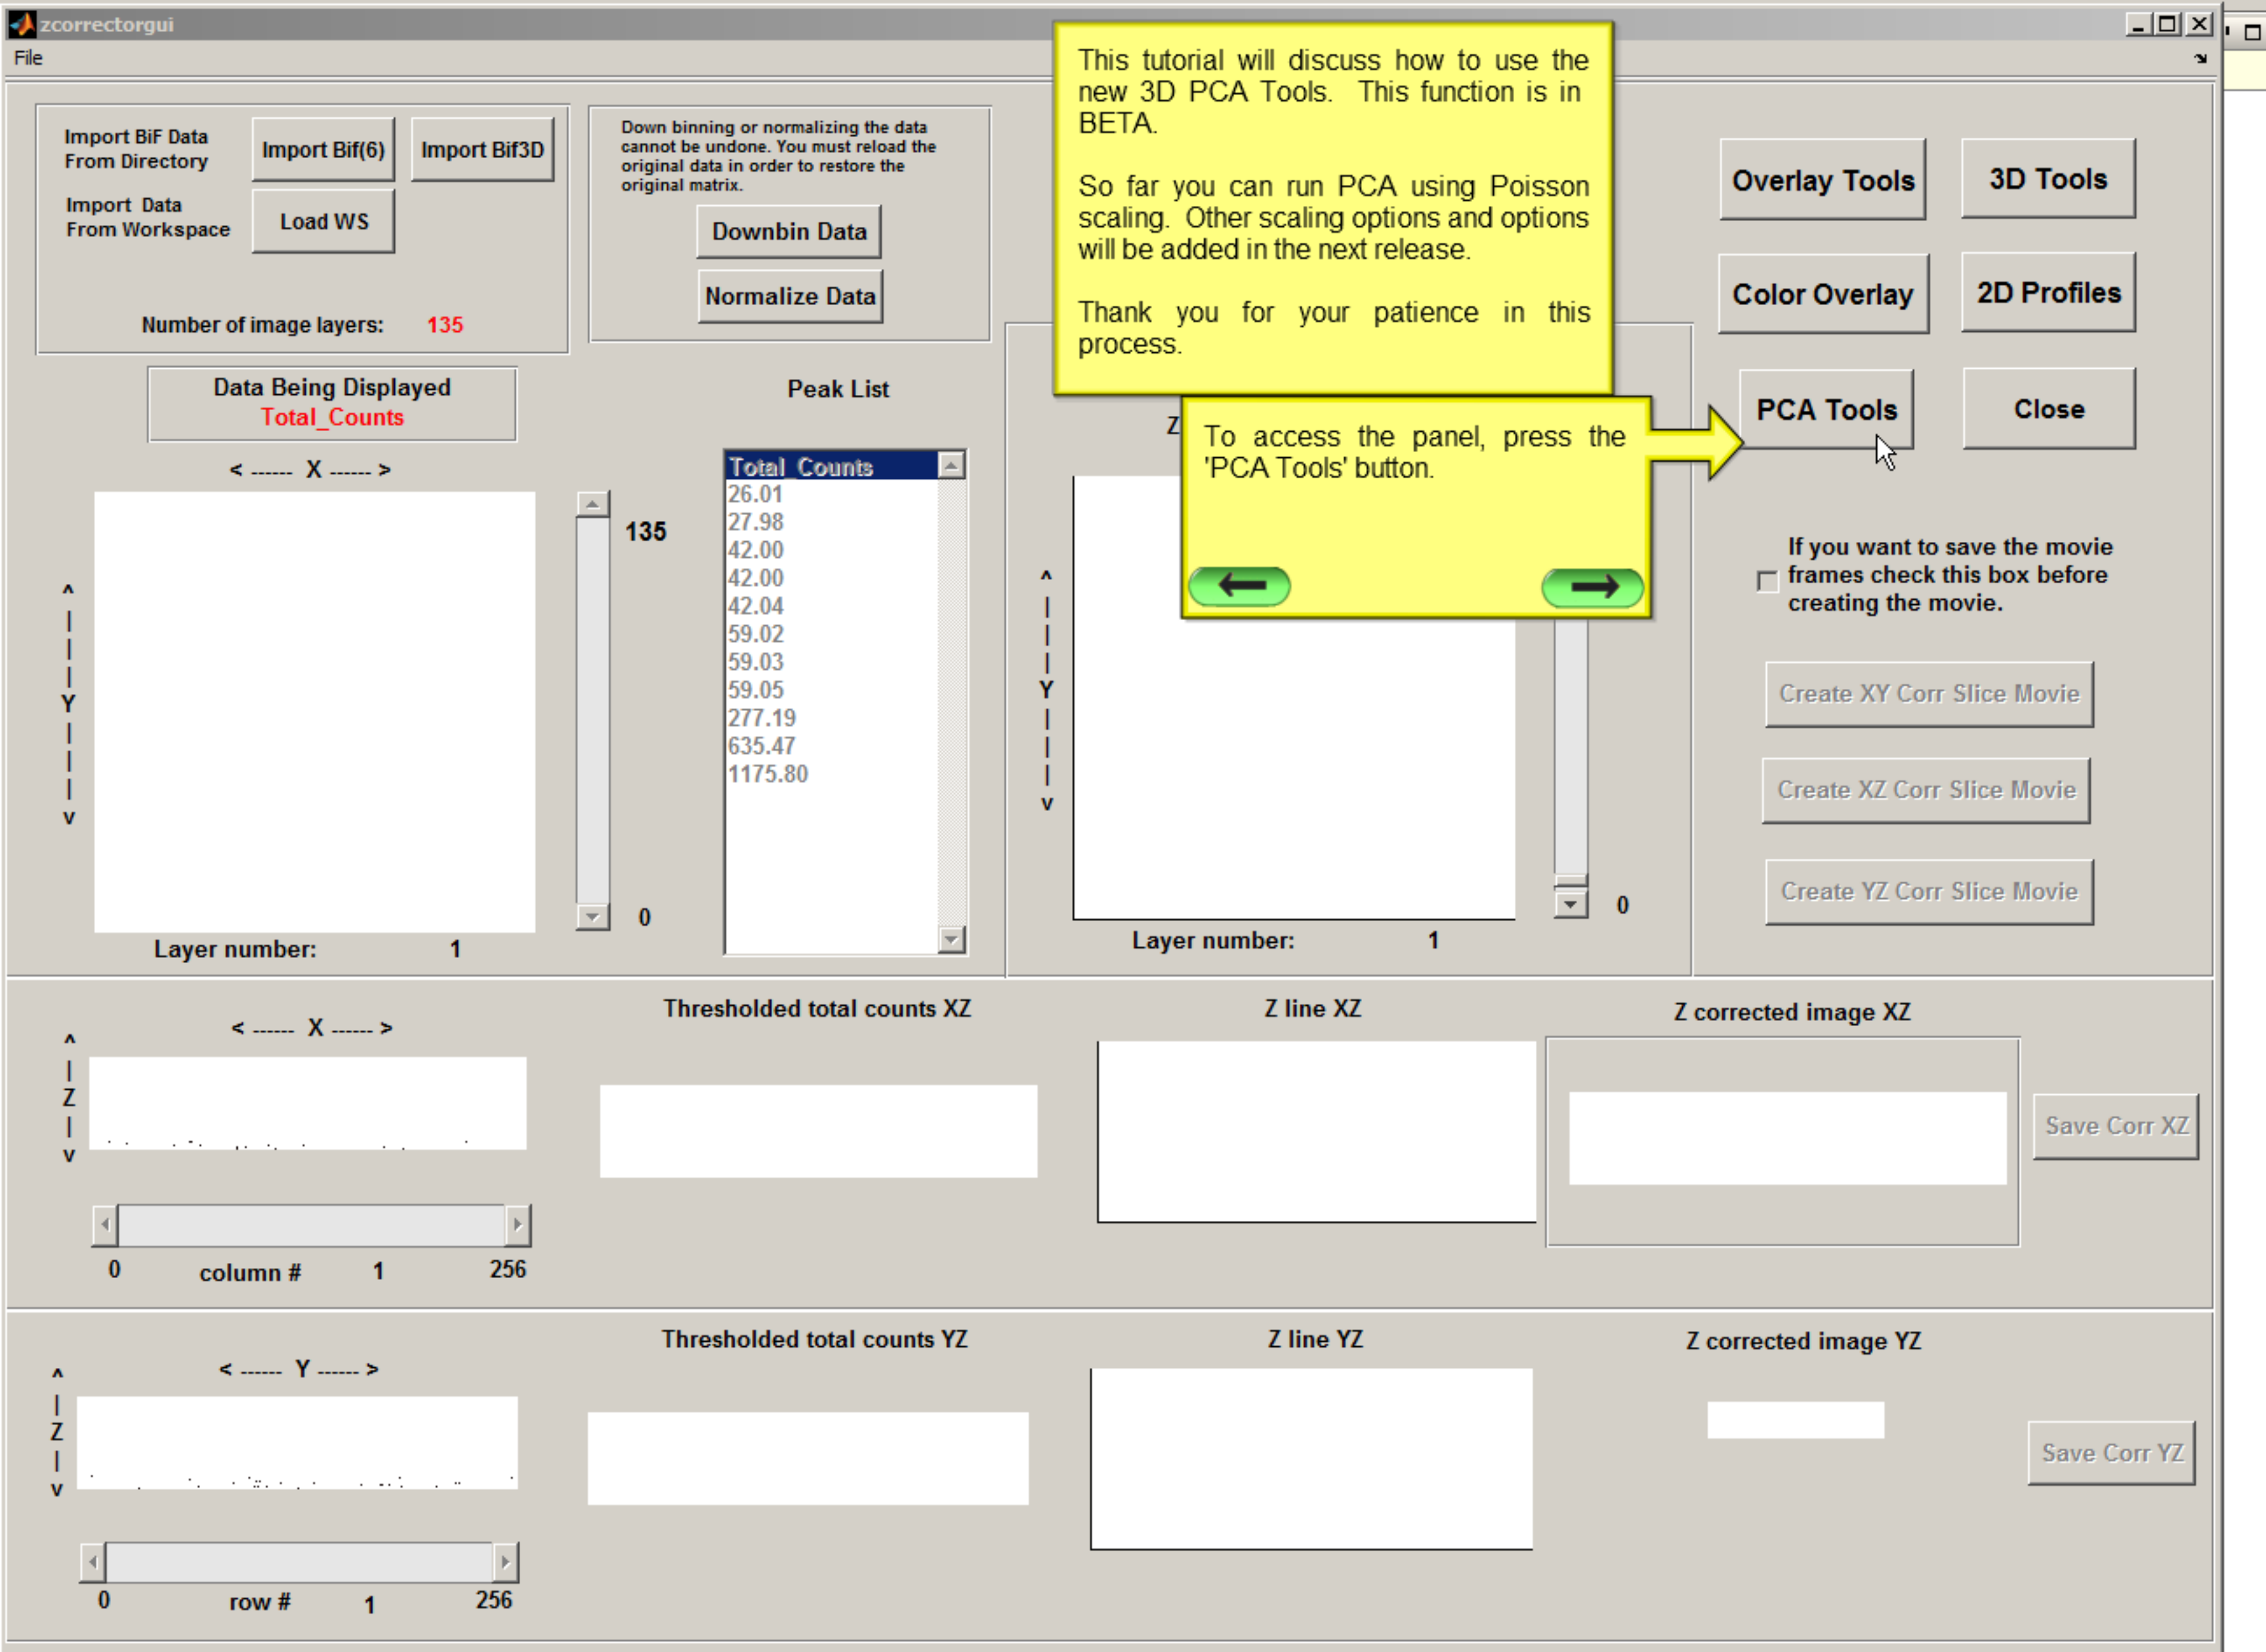 zcorrectorgui
File
This tutorial will discuss how to use the
new 3D PCA Tools. This function is in
BETA.
So far you can run PCA using Poisson
scaling. Other scaling options and options
will be added in the next release.
Thank you for your patience in this
process.
To access the panel, press the
'PCA Tools' button.
Import BiF Data
From Directory
Import Bif(6)
Import Bif3D
Import Data
From Workspace
Load WS
Number of image layers: 135
Down binning or normalizing the data
cannot be undone. You must reload the
original data in order to restore the
original matrix.
Downbin Data
Normalize Data
Overlay Tools
3D Tools
Color Overlay
2D Profiles
PCA Tools
Close
Data Being Displayed
Total_Counts
Peak List
Z
< ------ X ------ >
^
|
|
|
Y
|
|
|
v
135
0
Layer number: 1
Total_Counts
26.01
27.98
42.00
42.00
42.04
59.02
59.03
59.05
277.19
635.47
1175.80
^
|
|
|
Y
|
|
|
v
0
Layer number: 1
If you want to save the movie
frames check this box before
creating the movie.
Create XY Corr Slice Movie
Create XZ Corr Slice Movie
Create YZ Corr Slice Movie
< ------ X ------ >
^
|
Z
|
v
0 column # 1 256
Thresholded total counts XZ
Z line XZ
Z corrected image XZ
Save Corr XZ
< ------ Y ------ >
^
|
Z
|
v
0 row # 1 256
Thresholded total counts YZ
Z line YZ
Z corrected image YZ
Save Corr YZ